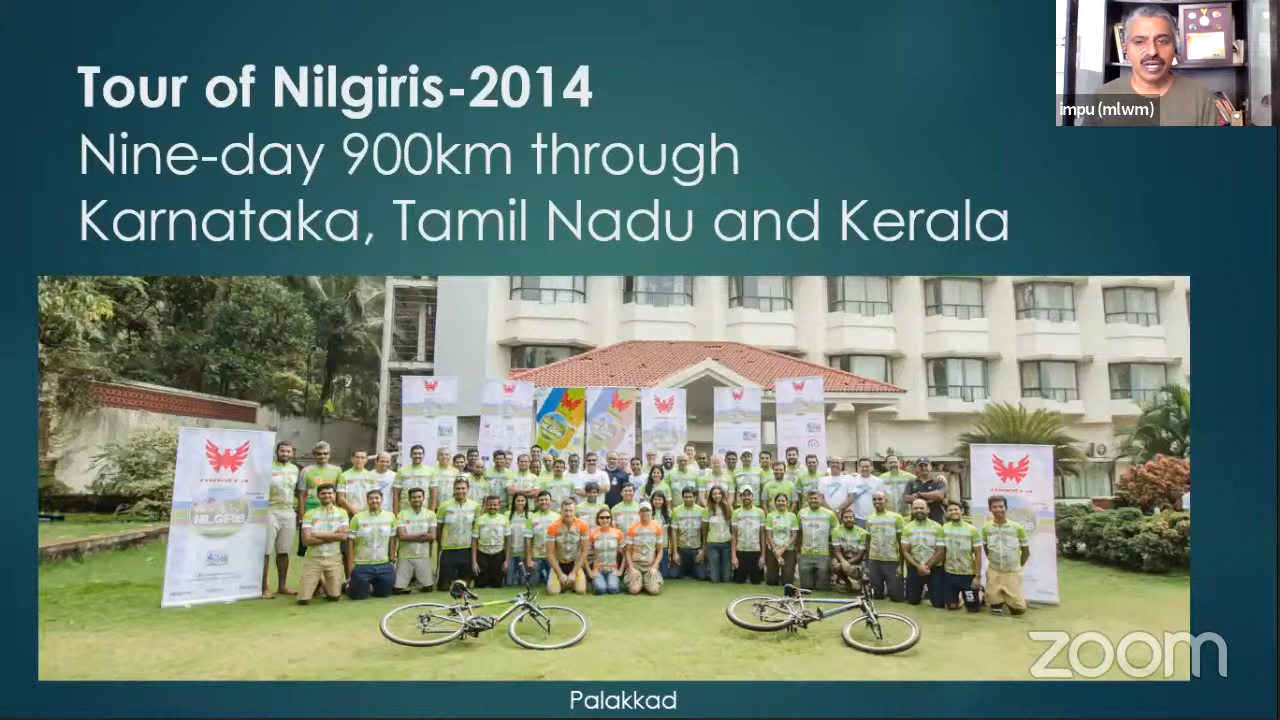 Tour of Nilgiris-2014
Nine-day 900km through
Karnataka, Tamil Nadu and Kerala
impu (mlwm)
NILGIRIS
zoom
Palakkad